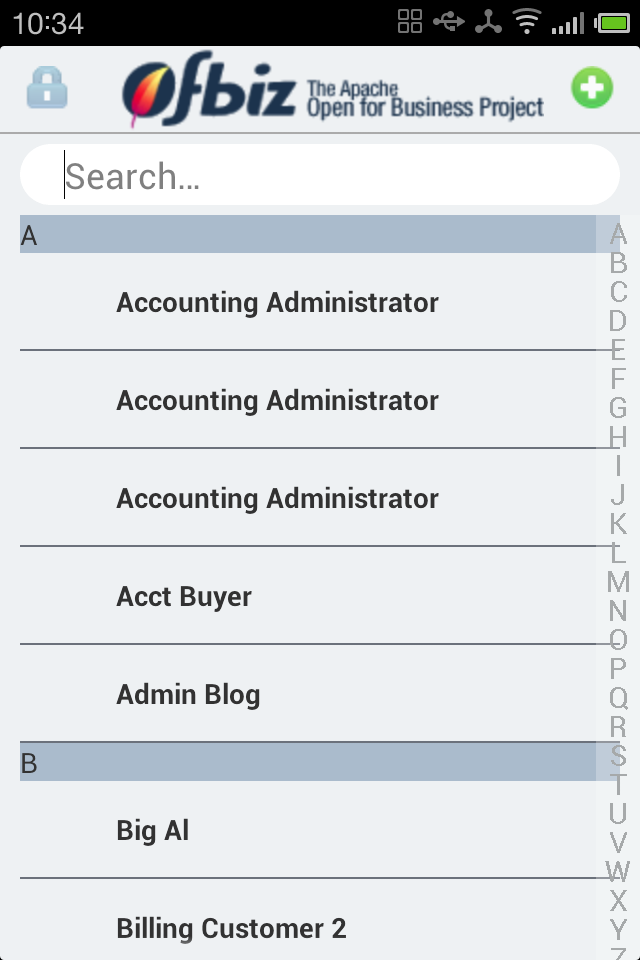 10:34
Ofbiz The Apache
Open for Business Project
Search...
A
Accounting Administrator
Accounting Administrator
Accounting Administrator
Acct Buyer
Admin Blog
B
Big Al
Billing Customer 2
A
B
C
D
E
F
G
H
I
J
K
L
M
N
O
P
Q
R
S
T
U
V
W
X
Y
Z